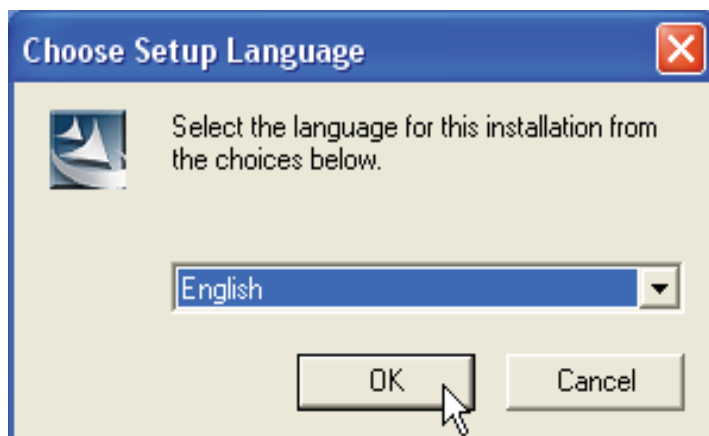 Choose Setup Language
Select the language for this installation from
the choices below.
English
OK
Cancel